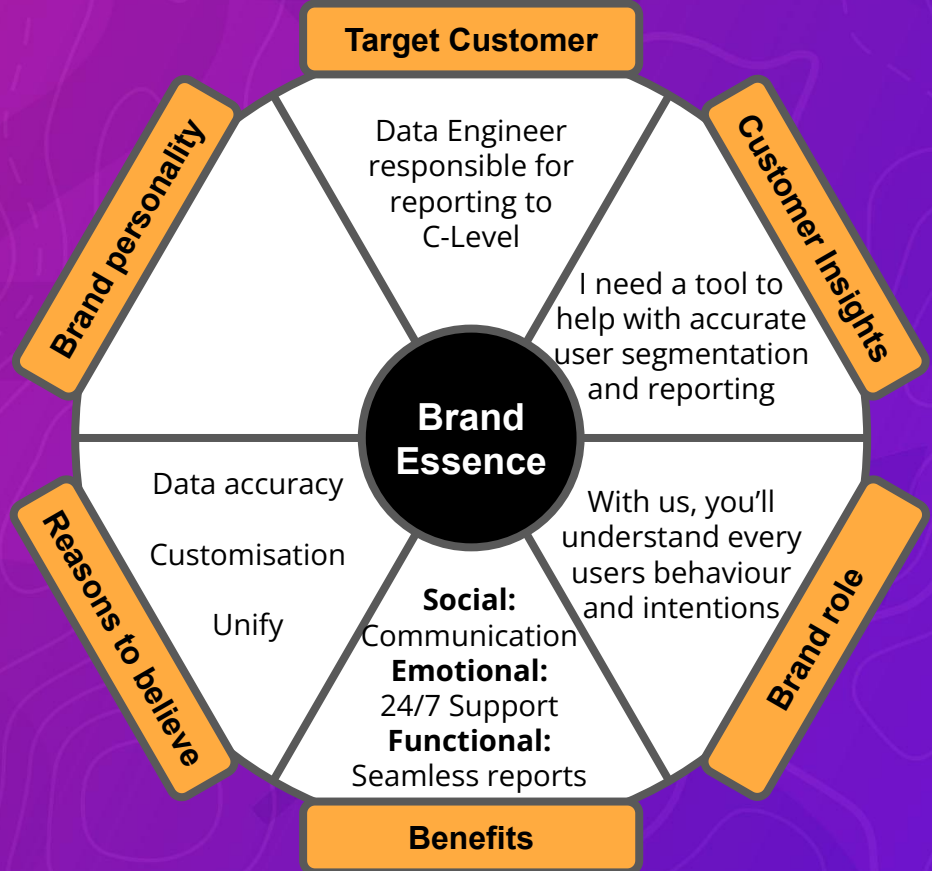 Target Customer
Data Engineer
responsible for
reporting to
C-Level
Customer Insights
I need a tool to
help with accurate
user segmentation
and reporting
Brand role
With us, you’ll
understand every
users behaviour
and intentions
Benefits
Social:
Communication
Emotional:
24/7 Support
Functional:
Seamless reports
Reasons to believe
Data accuracy
Customisation
Unify
Brand personality
Brand
Essence